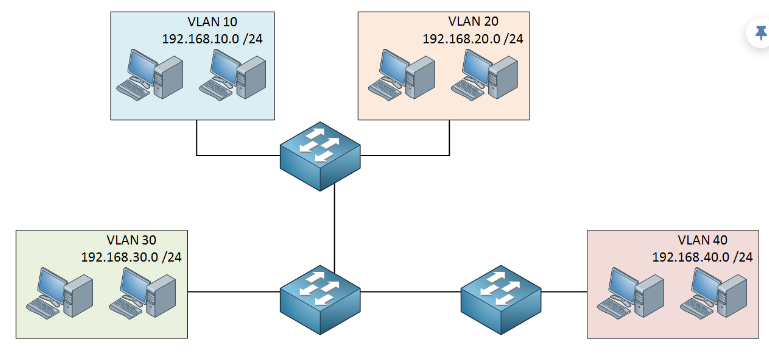 VLAN 10
192.168.10.0 /24
VLAN 20
192.168.20.0 /24
VLAN 30
192.168.30.0 /24
VLAN 40
192.168.40.0 /24